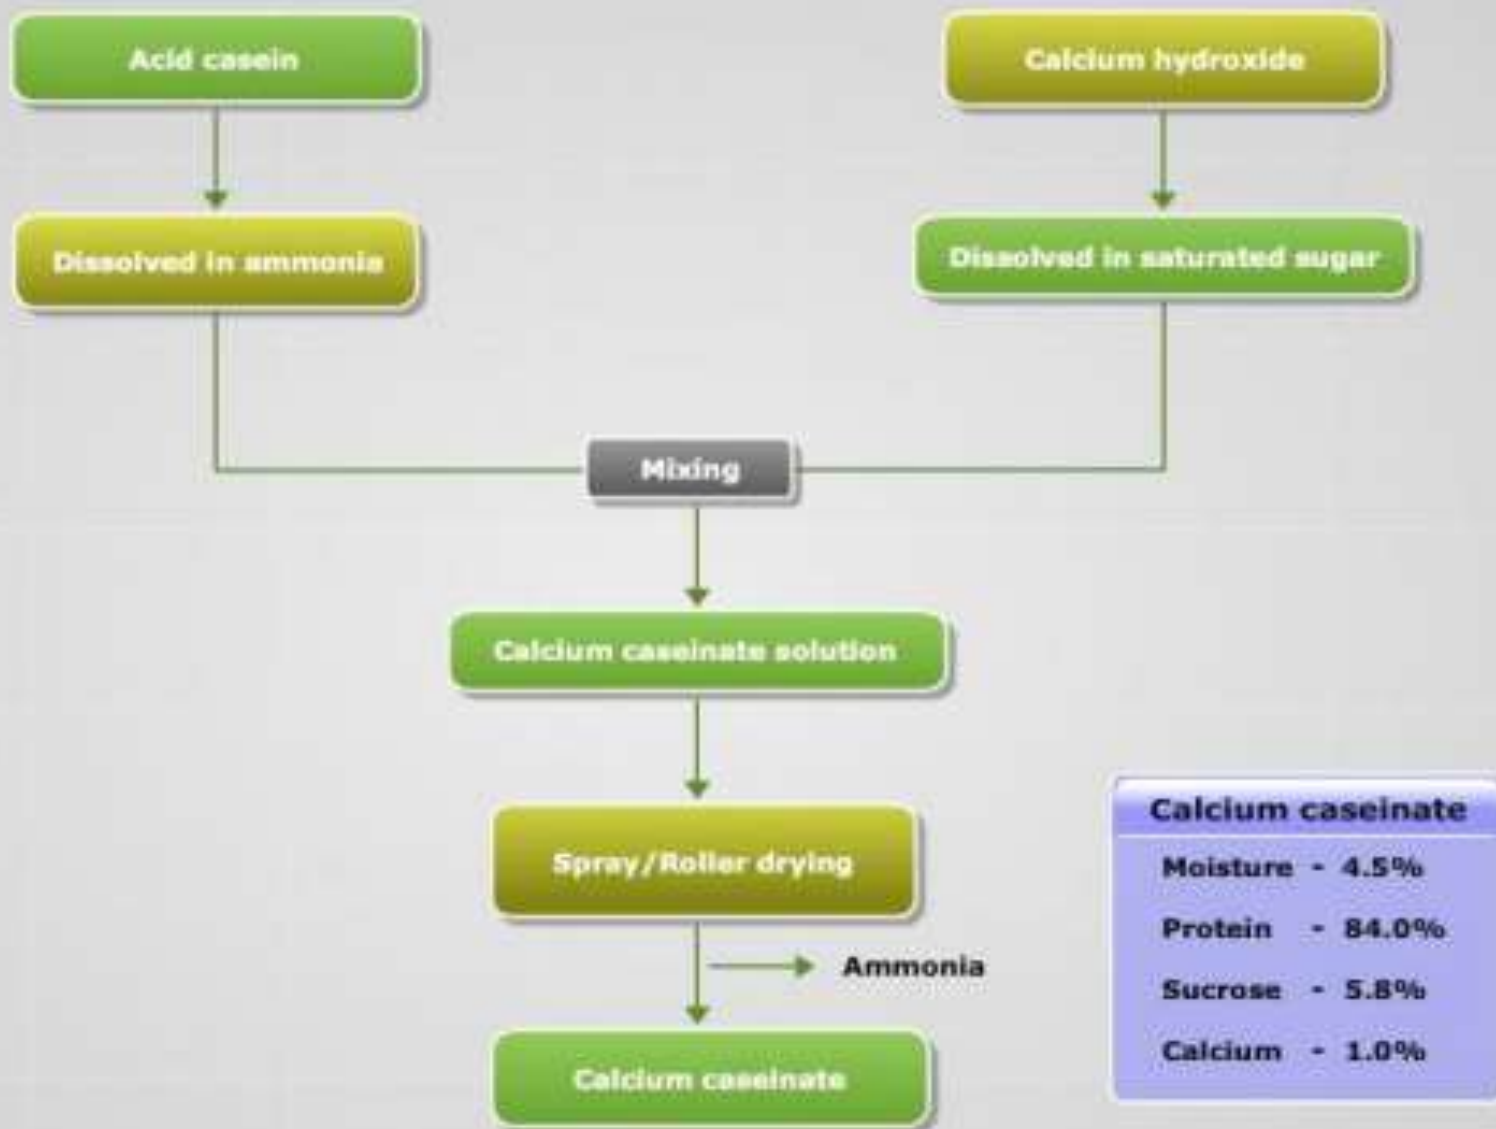 Acid casein
Calcium hydroxide
Dissolved in ammonia
Dissolved in saturated sugar
Mixing
Calcium caseinate solution
Spray/Roller drying
Ammonia
Calcium caseinate
Calcium caseinate
Moisture - 4.5%
Protein - 84.0%
Sucrose - 5.8%
Calcium - 1.0%